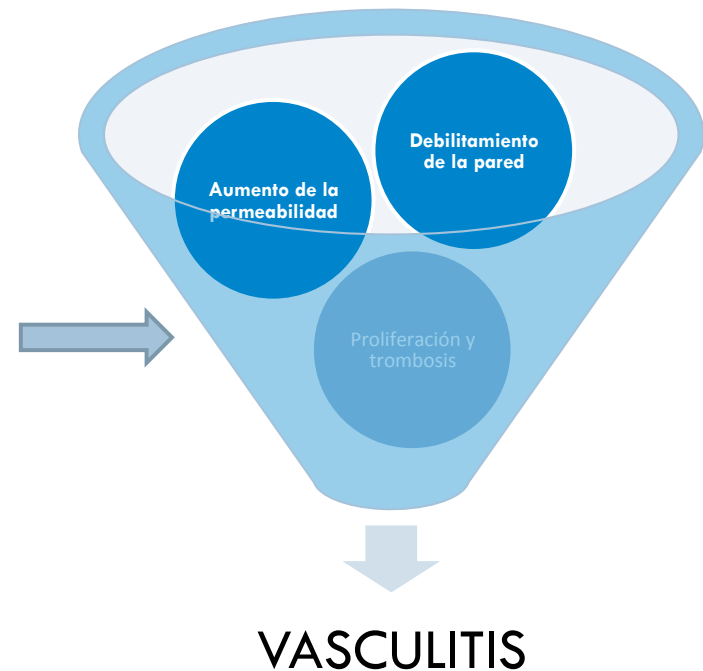 Debilitamiento
de la pared
Aumento de la
permeabilidad
Proliferación y
trombosis
VASCULITIS